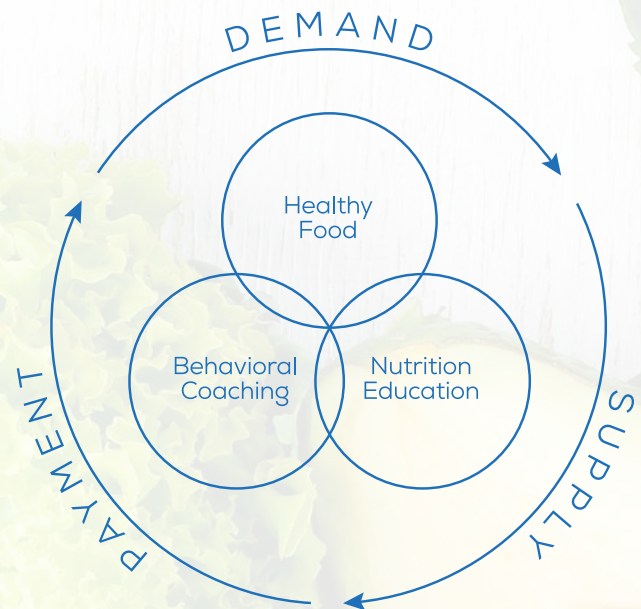 DEMAND
Healthy
Food
Behavioral
Coaching
Nutrition
Education
PAYMENT
SUPPLY